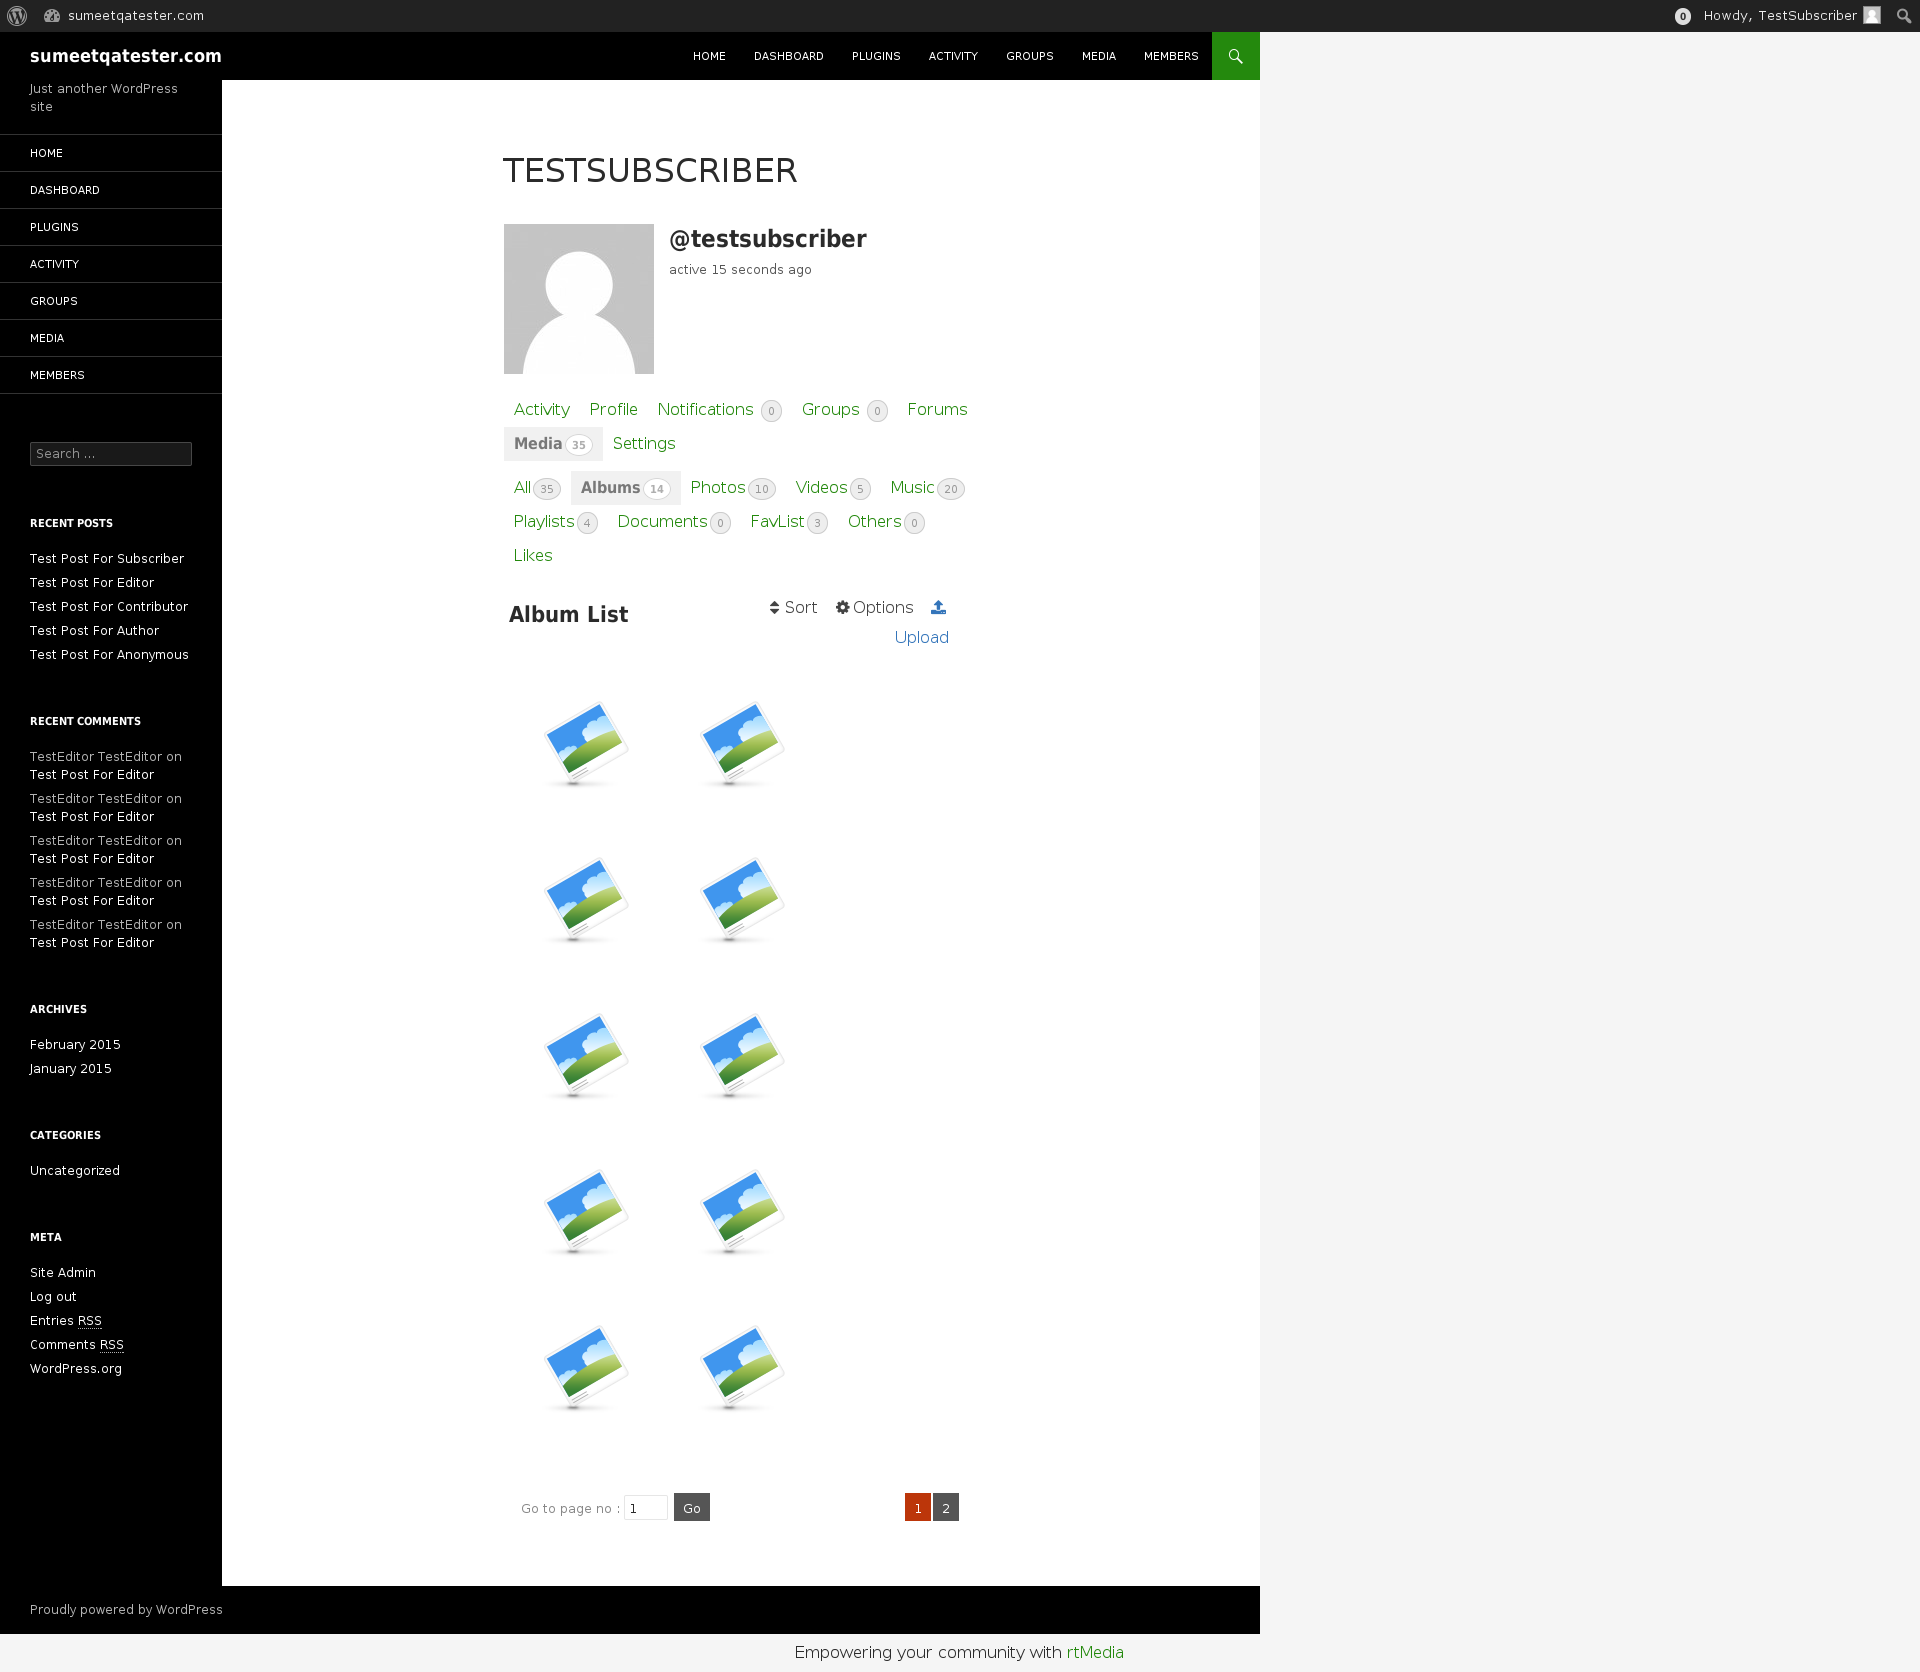 sumeetqatester.com
0 Howdy, TestSubscriber
sumeetqatester.com
HOME DASHBOARD PLUGINS ACTIVITY GROUPS MEDIA MEMBERS
Just another WordPress
site
HOME
DASHBOARD
PLUGINS
ACTIVITY
GROUPS
MEDIA
MEMBERS
Search ...
RECENT POSTS
Test Post For Subscriber
Test Post For Editor
Test Post For Contributor
Test Post For Author
Test Post For Anonymous
RECENT COMMENTS
TestEditor TestEditor on
Test Post For Editor
TestEditor TestEditor on
Test Post For Editor
TestEditor TestEditor on
Test Post For Editor
TestEditor TestEditor on
Test Post For Editor
TestEditor TestEditor on
Test Post For Editor
ARCHIVES
February 2015
January 2015
CATEGORIES
Uncategorized
META
Site Admin
Log out
Entries RSS
Comments RSS
WordPress.org
TESTSUBSCRIBER
@testsubscriber
active 15 seconds ago
Activity Profile Notifications 0 Groups 0 Forums
Media 35 Settings
All 35 Albums 14 Photos 10 Videos 5 Music 20
Playlists 4 Documents 0 FavList 3 Others 0
Likes
Album List
Sort Options
Upload
Go to page no : 1 Go
1 2
Proudly powered by WordPress
Empowering your community with rtMedia